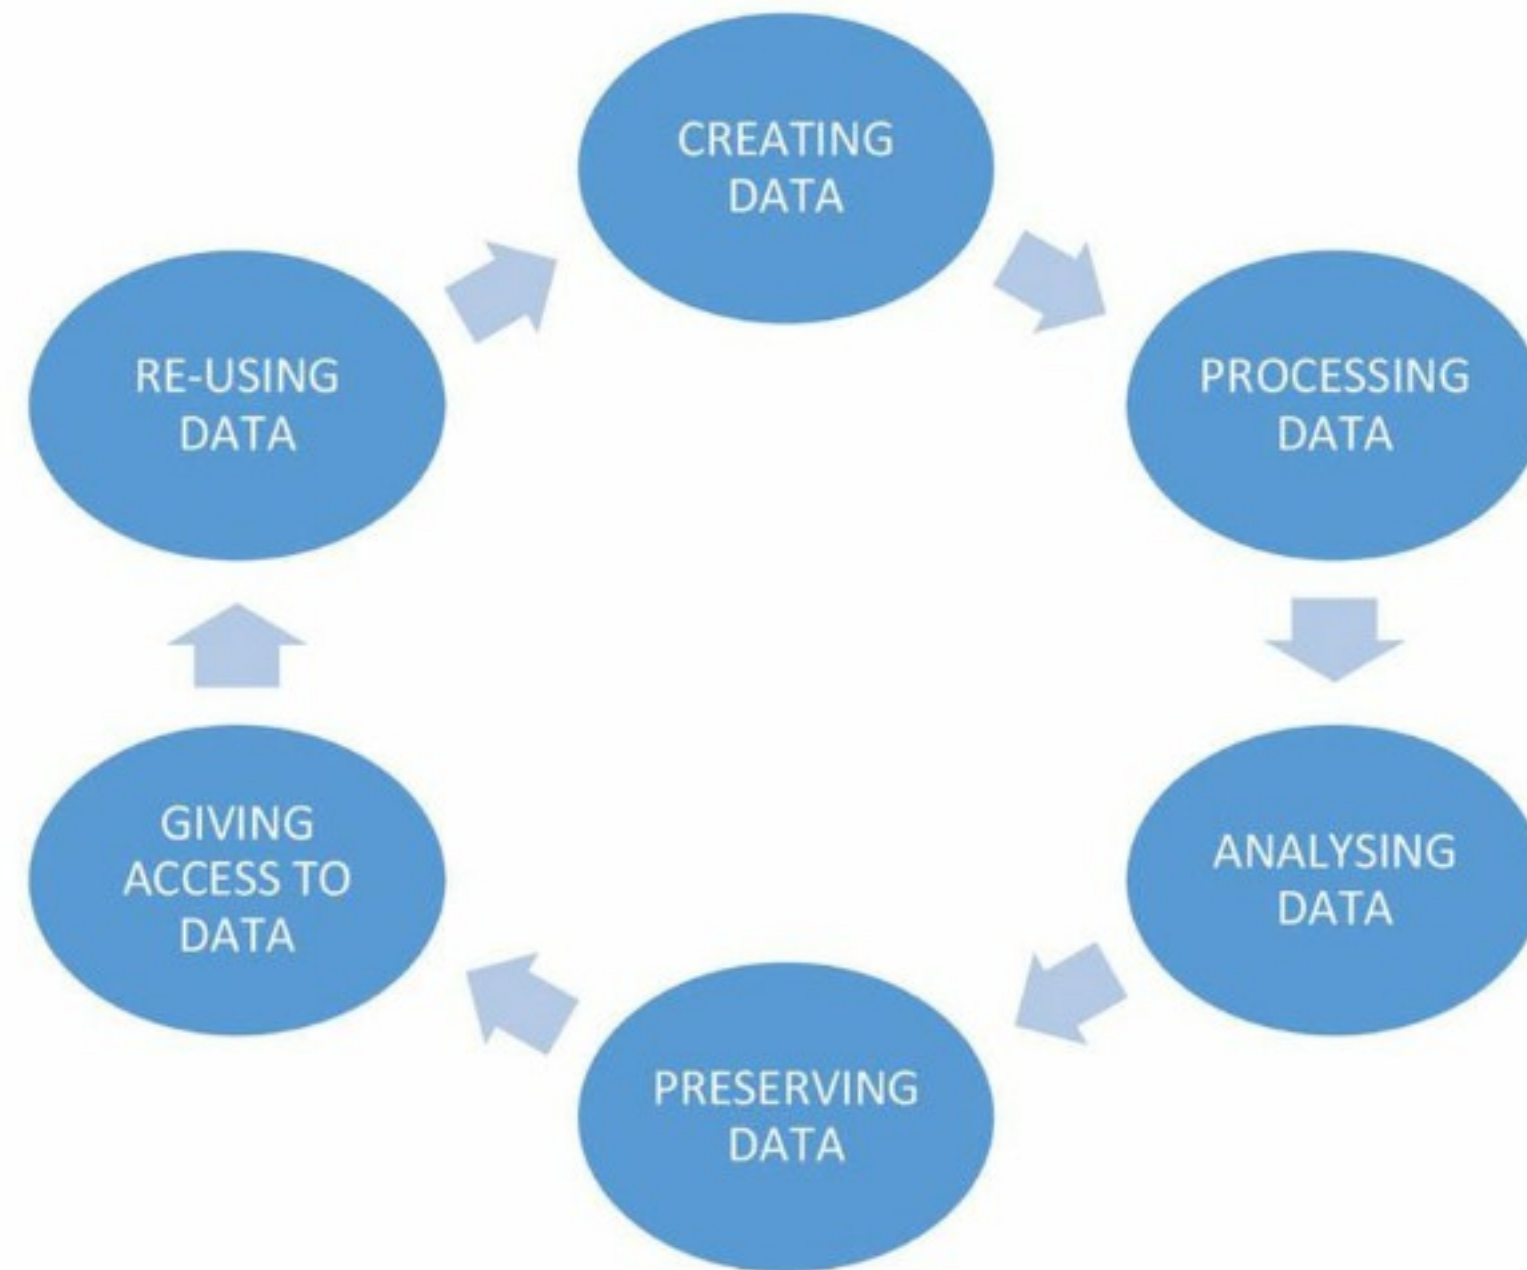 CREATING
DATA
PROCESSING
DATA
ANALYSING
DATA
PRESERVING
DATA
GIVING
ACCESS TO
DATA
RE-USING
DATA